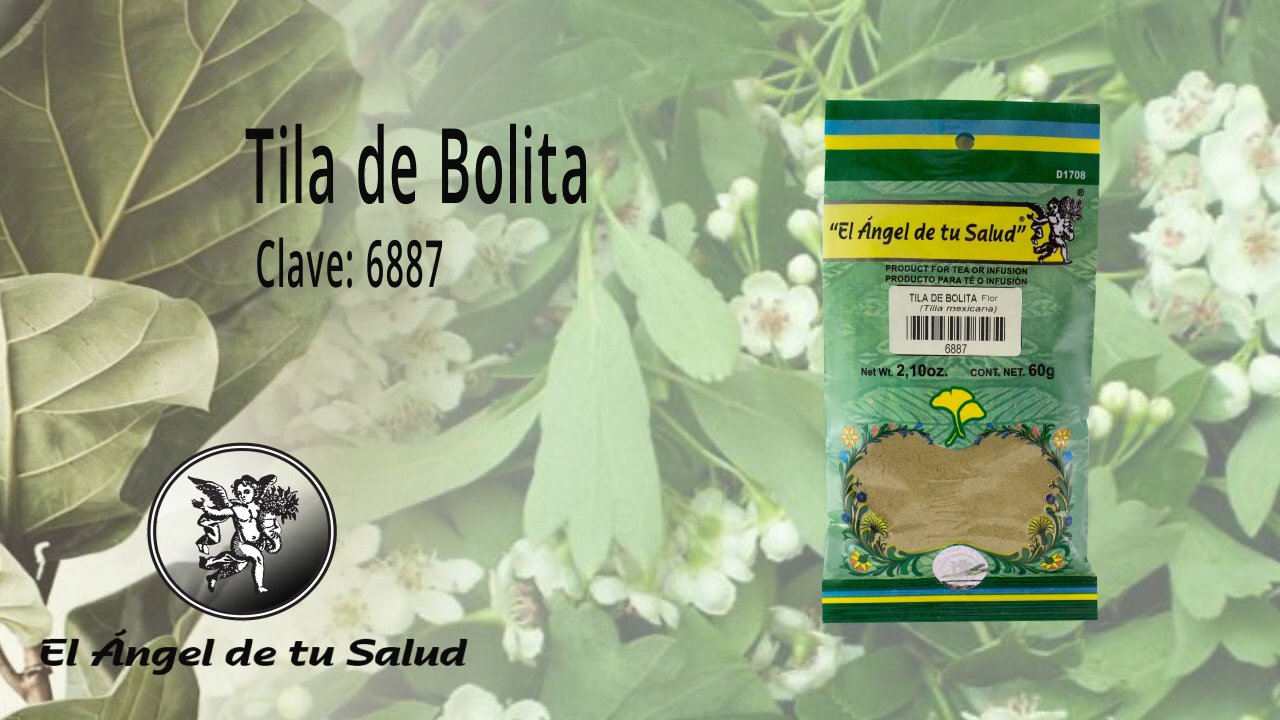 Tila de Bolita
Clave: 6887
El Ángel de tu Salud
D1708
®
“El Ángel de tu Salud”®
PRODUCT FOR TEA OR INFUSION
PRODUCTO PARA TÉ O INFUSIÓN
TILA DE BOLITA Flor
(Tilia mexicana)
6887
Net Wt. 2,10oz. CONT. NET. 60g